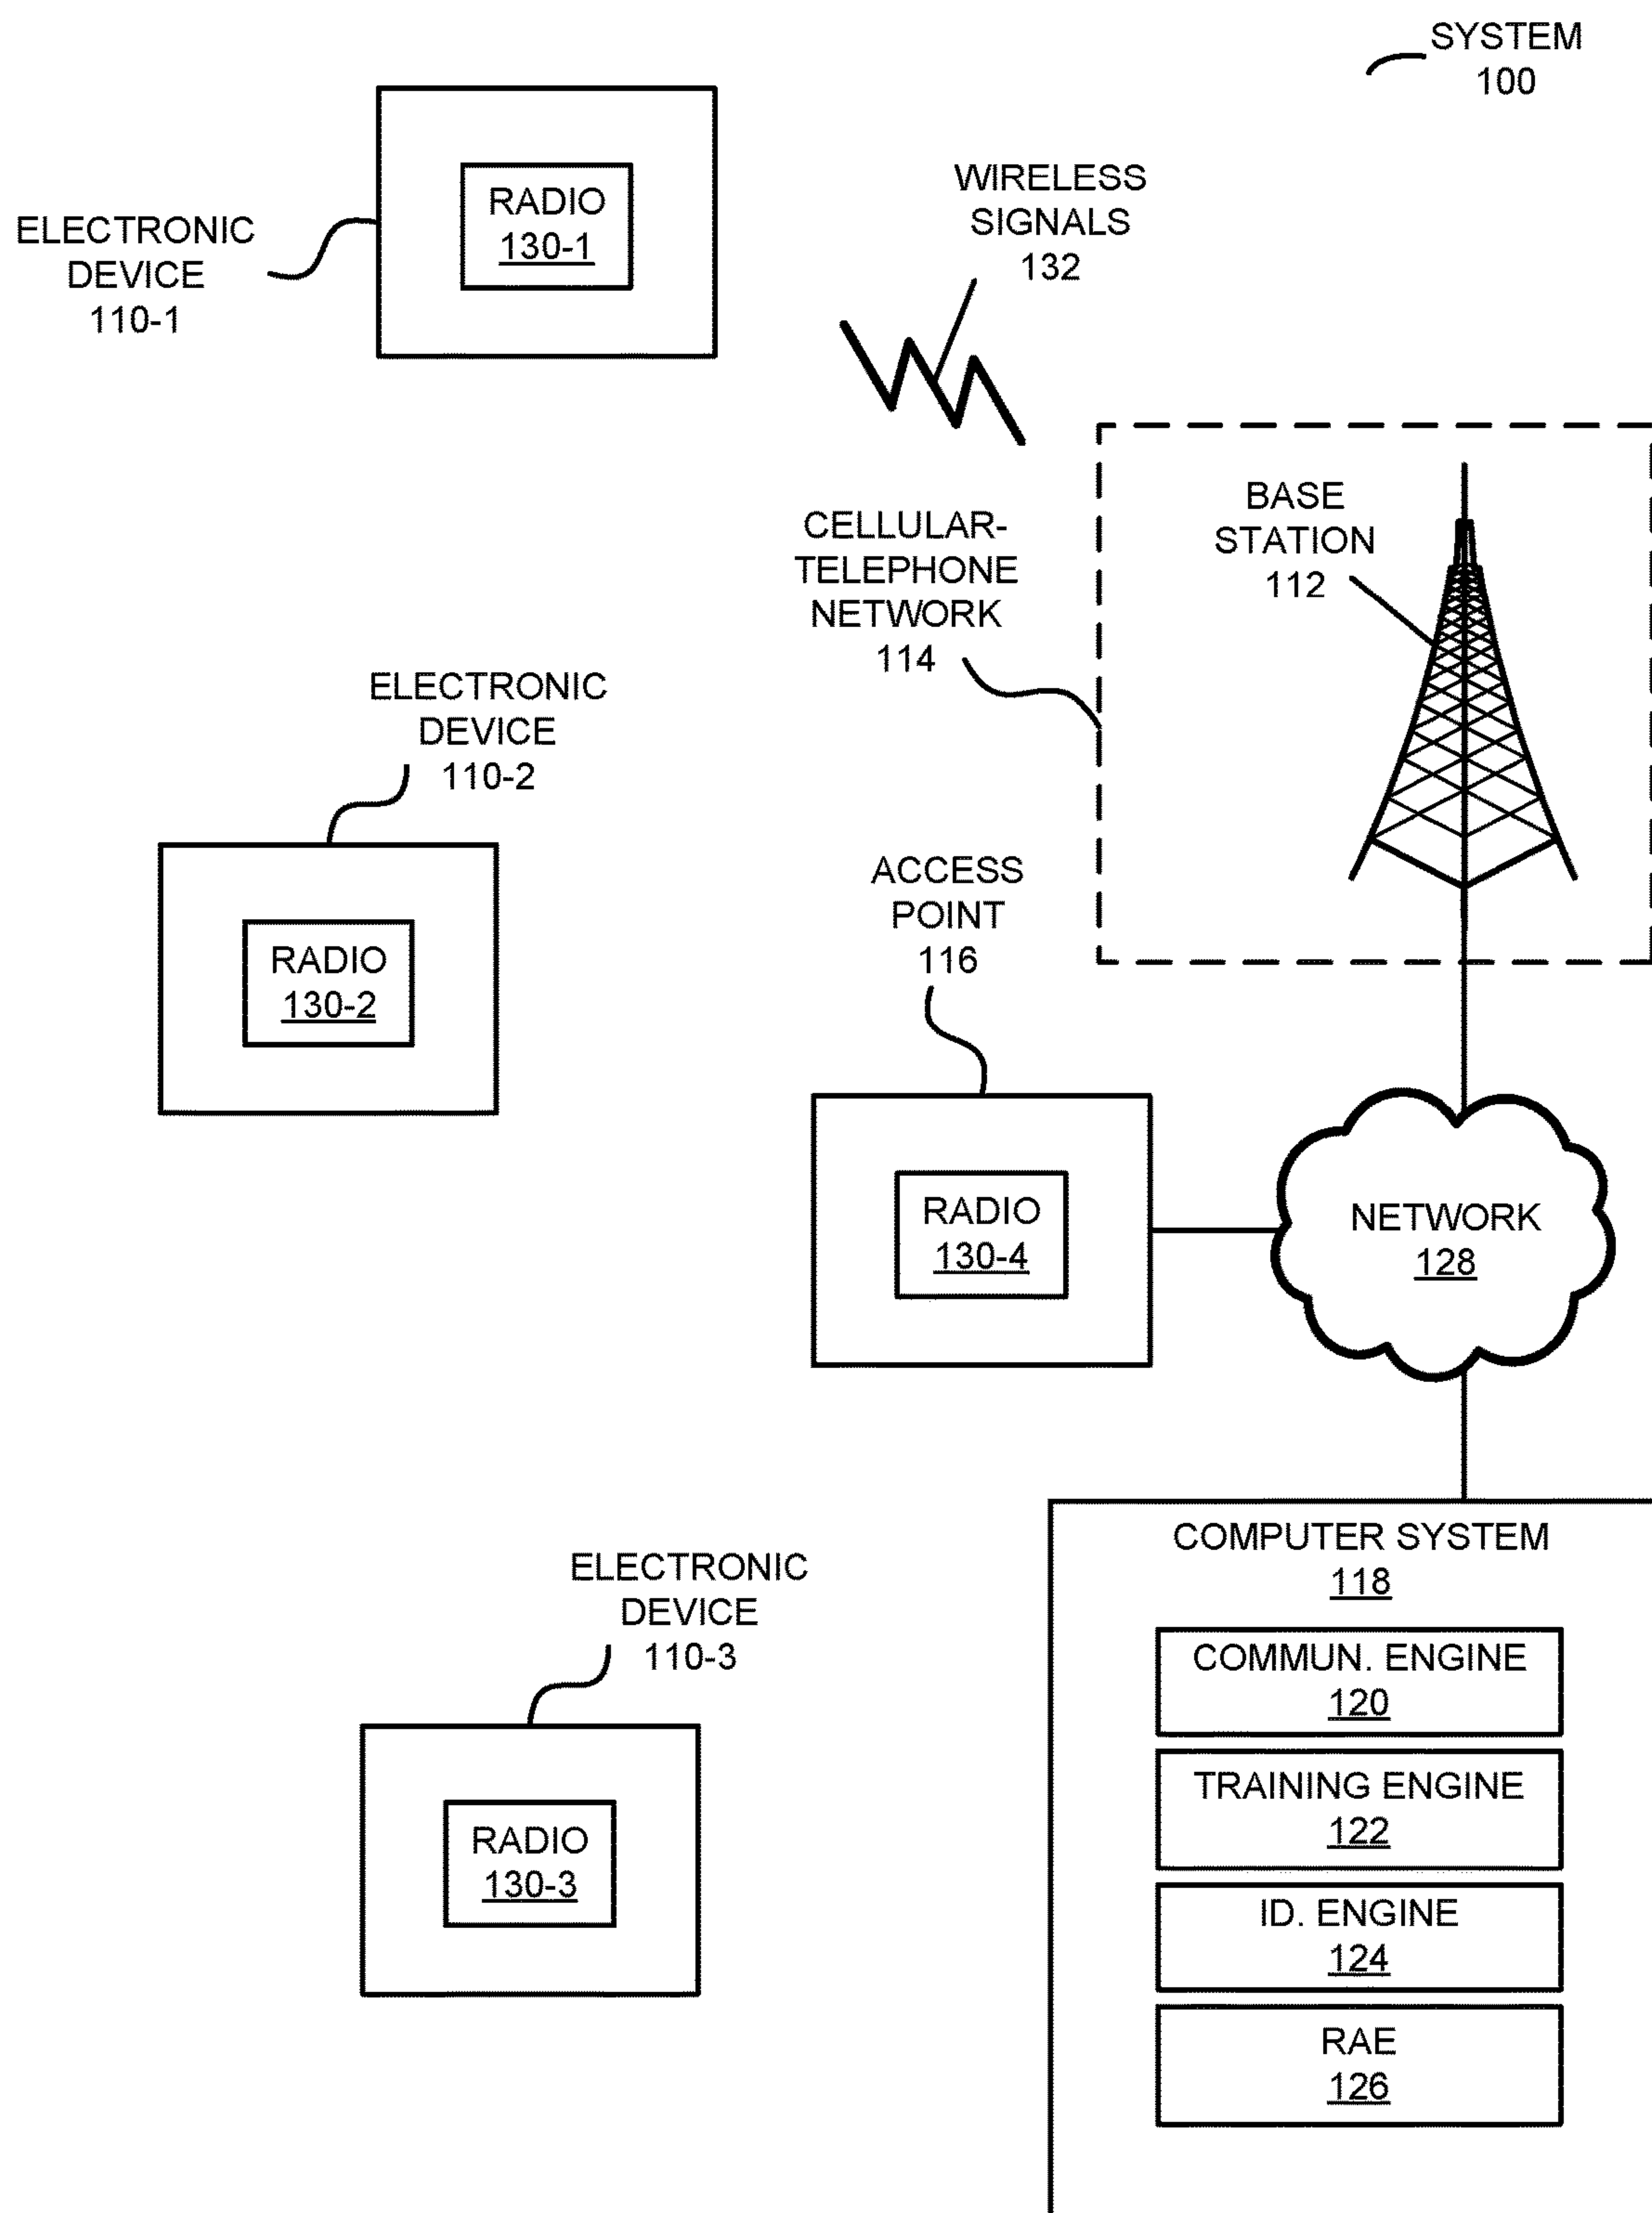 SYSTEM
100
RADIO
130-1
ELECTRONIC
DEVICE
110-1
WIRELESS
SIGNALS
132
BASE
STATION
112
CELLULAR-
TELEPHONE
NETWORK
114
ELECTRONIC
DEVICE
110-2
RADIO
130-2
ACCESS
POINT
116
RADIO
130-4
NETWORK
128
ELECTRONIC
DEVICE
110-3
RADIO
130-3
COMPUTER SYSTEM
118
COMMUN. ENGINE
120
TRAINING ENGINE
122
ID. ENGINE
124
RAE
126